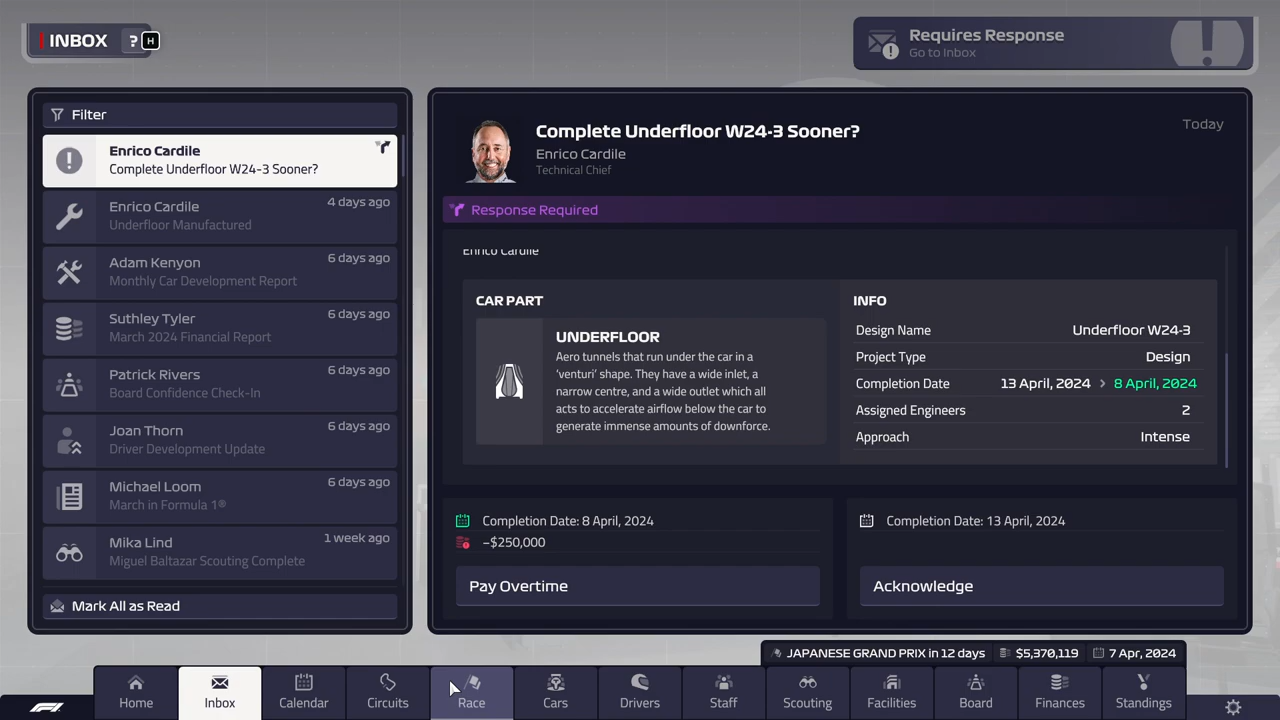 INBOX
? H
Requires Response
Go to Inbox
Filter
Enrico Cardile
Complete Underfloor W24-3 Sooner?
Enrico Cardile
4 days ago
Underfloor Manufactured
Adam Kenyon
6 days ago
Monthly Car Development Report
Suthley Tyler
6 days ago
March 2024 Financial Report
Patrick Rivers
6 days ago
Board Confidence Check-In
Joan Thorn
6 days ago
Driver Development Update
Michael Loom
6 days ago
March in Formula 1®
Mika Lind
1 week ago
Miguel Baltazar Scouting Complete
Mark All as Read
Complete Underfloor W24-3 Sooner?
Today
Enrico Cardile
Technical Chief
Response Required
Enrico Cardile
CAR PART
UNDERFLOOR
Aero tunnels that run under the car in a
‘venturi’ shape. They have a wide inlet, a
narrow centre, and a wide outlet which all
acts to accelerate airflow below the car to
generate immense amounts of downforce.
INFO
Design Name Underfloor W24-3
Project Type Design
Completion Date 13 April, 2024 > 8 April, 2024
Assigned Engineers 2
Approach Intense
Completion Date: 8 April, 2024
−$250,000
Pay Overtime
Completion Date: 13 April, 2024
Acknowledge
JAPANESE GRAND PRIX in 12 days $5,370,119 7 Apr, 2024
F1
Home
Inbox
Calendar
Circuits
Race
Cars
Drivers
Staff
Scouting
Facilities
Board
Finances
Standings